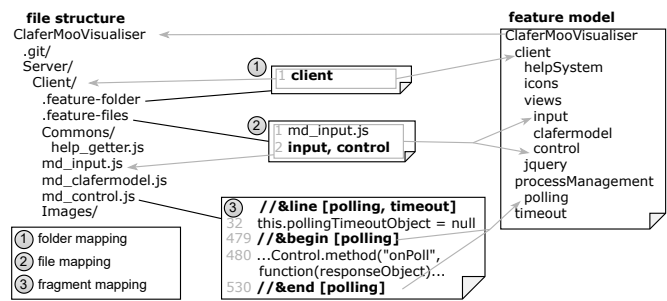 file structure
ClaferMooVisualiser
.git/
Server/
Client/
.feature-folder
.feature-files
Commons/
help_getter.js
md_input.js
md_clafermodel.js
md_control.js
Images/
1 folder mapping
2 file mapping
3 fragment mapping
1
1 client
2
1 md_input.js
2 input, control
3 //&line [polling, timeout]
32 this.pollingTimeoutObject = null
479 //&begin [polling]
480 ...Control.method("onPoll",
function(responseObject)...
530 //&end [polling]
feature model
ClaferMooVisualiser
client
helpSystem
icons
views
input
clafermodel
control
jquery
processManagement
polling
timeout